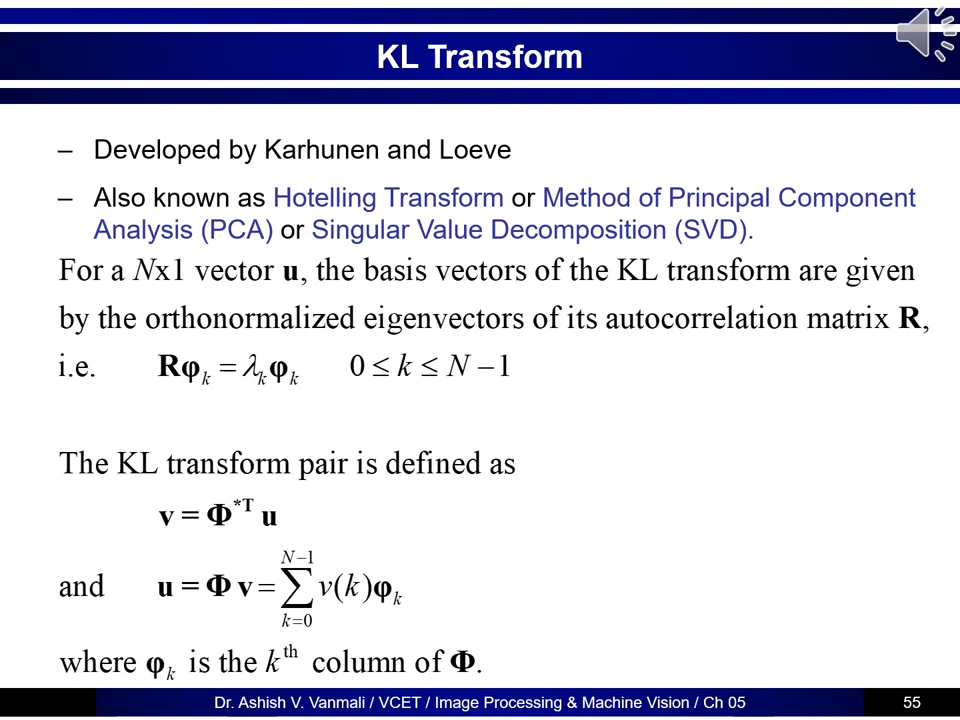 KL Transform
– Developed by Karhunen and Loeve
– Also known as Hotelling Transform or Method of Principal Component
Analysis (PCA) or Singular Value Decomposition (SVD).
For a Nx1 vector u, the basis vectors of the KL transform are given
by the orthonormalized eigenvectors of its autocorrelation matrix R,
i.e. Rφₖ = λₖφₖ 0 ≤ k ≤ N − 1
The KL transform pair is defined as
v = Φ*ᵀ u
and u = Φ v = ∑_{k=0}^{N−1} v(k)φₖ
where φₖ is the kᵗʰ column of Φ.
Dr. Ashish V. Vanmali / VCET / Image Processing & Machine Vision / Ch 05 55